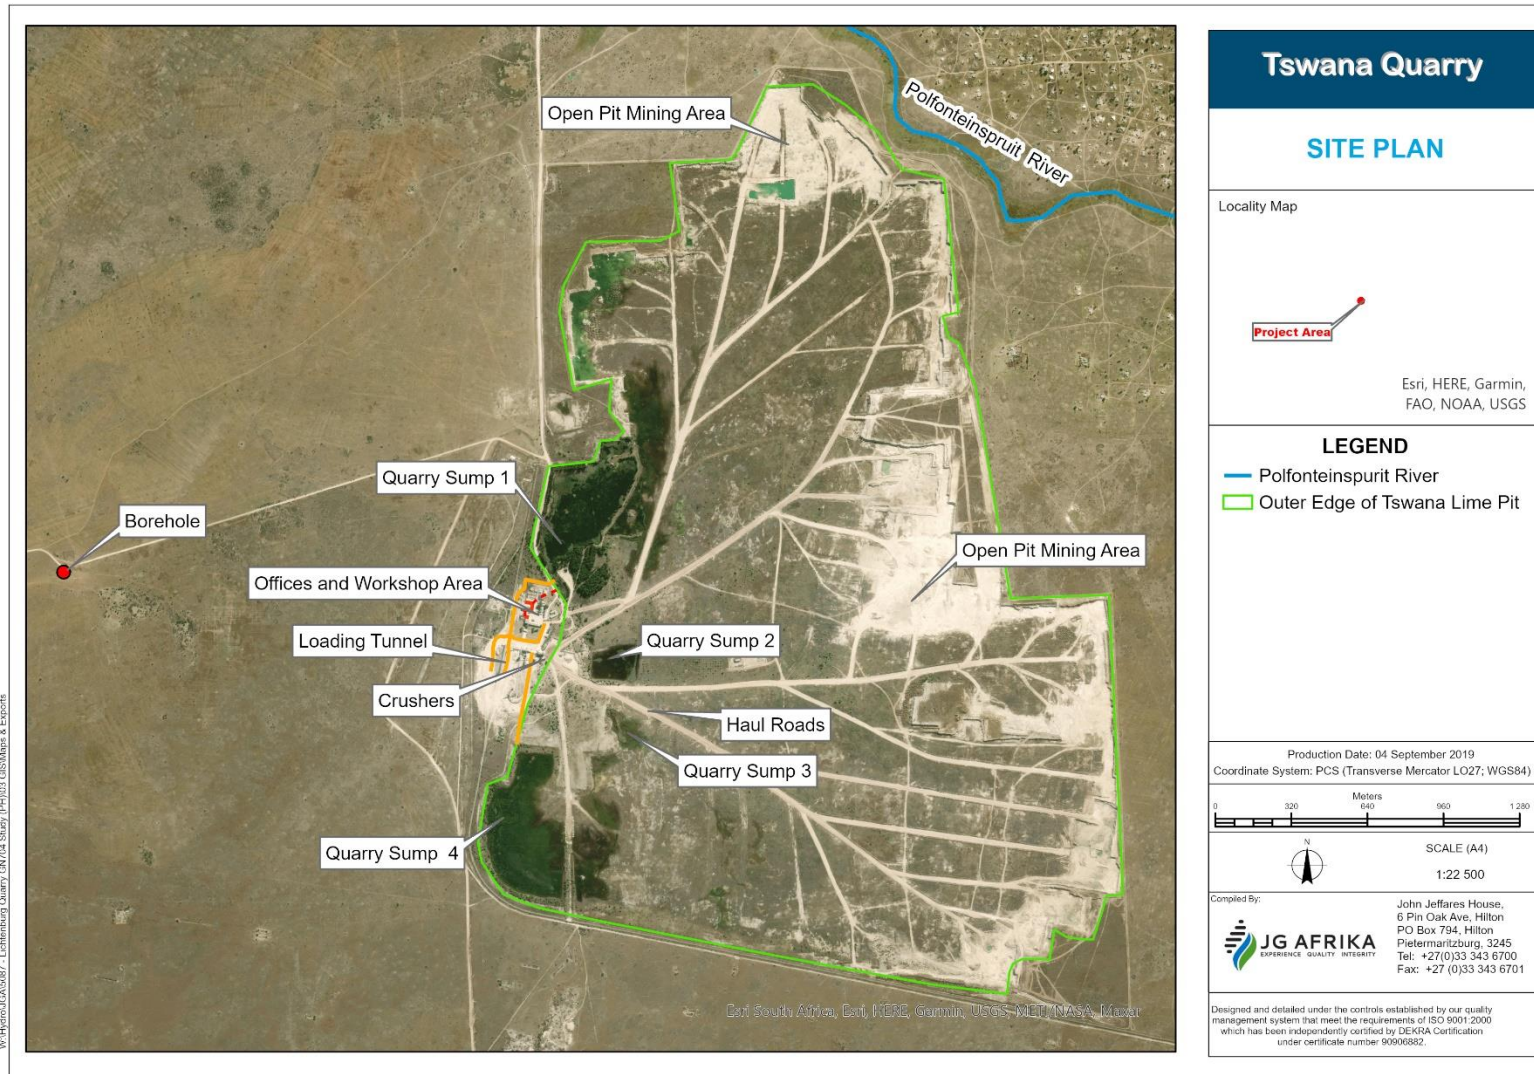 Tswana Quarry
SITE PLAN
Locality Map
Project Area
Esri, HERE, Garmin,
FAO, NOAA, USGS
LEGEND
Polfonteinspurit River
Outer Edge of Tswana Lime Pit
Production Date: 04 September 2019
Coordinate System: PCS (Transverse Mercator LO27; WGS84)
Meters
0 320 640 960 1 280
N
SCALE (A4)
1:22 500
Compiled By:
JG AFRIKA
EXPERIENCE QUALITY INTEGRITY
John Jeffares House,
6 Pin Oak Ave, Hilton
PO Box 794, Hilton
Pietermaritzburg, 3245
Tel: +27(0)33 343 6700
Fax: +27 (0)33 343 6701
Designed and detailed under the controls established by our quality
management system that meet the requirements of ISO 9001:2000
which has been independently certified by DEKRA Certification
under certificate number 90906882.
Open Pit Mining Area
Polfonteinspruit River
Quarry Sump 1
Borehole
Open Pit Mining Area
Offices and Workshop Area
Loading Tunnel
Quarry Sump 2
Crushers
Haul Roads
Quarry Sump 3
Quarry Sump 4
Esri South Africa, Esri, HERE, Garmin, USGS, METI/NASA, Maxar